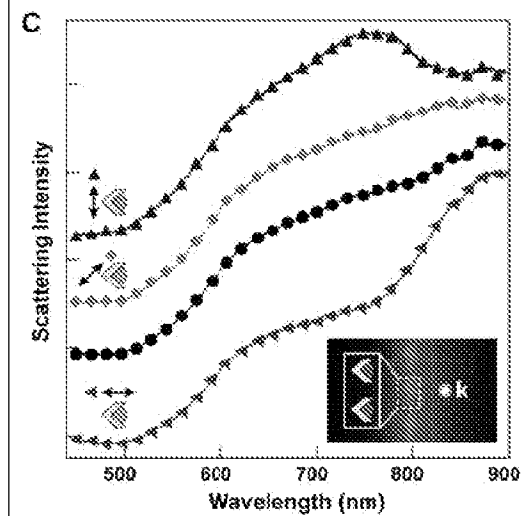 C
Scattering Intensity
k
500 600 700 800 900
Wavelength (nm)